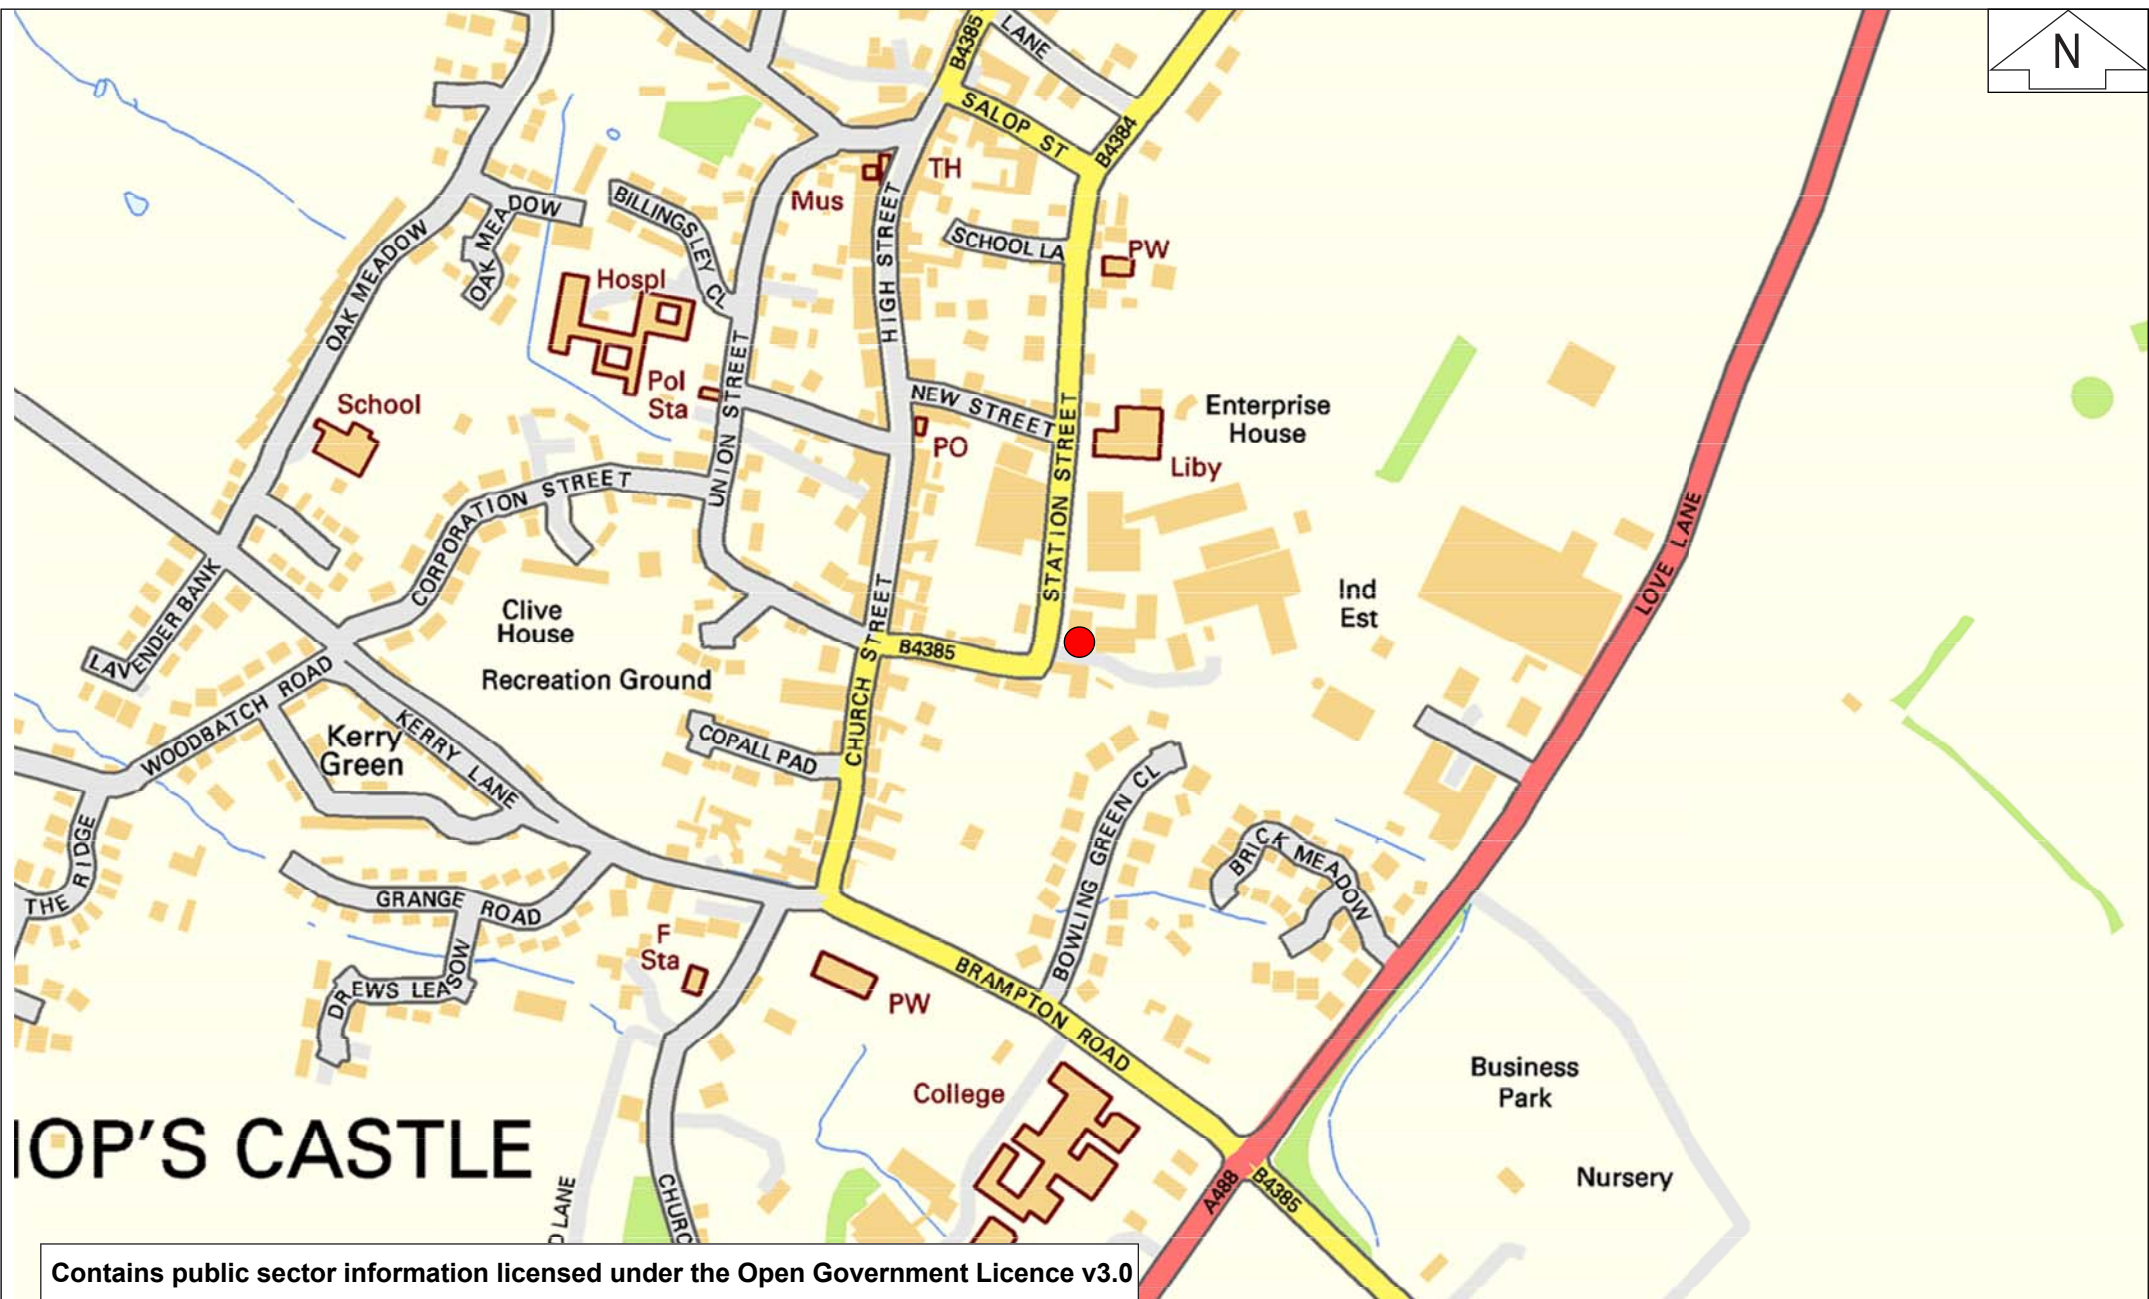 B4385
LANE
N
SALOP ST
B4384
TH
Mus
OAK MEADOW
OAK MEADOW
BILLINGSLEY CL
HIGH STREET
SCHOOL LA
PW
Hospl
Pol
Sta
UNION STREET
School
NEW STREET
PO
STATION STREET
Enterprise
House
Liby
CORPORATION STREET
LOVE LANE
Ind
Est
Clive
House
Recreation Ground
LAVENDER BANK
CHURCH STREET
B4385
WOODBATCH ROAD
KERRY LANE
Kerry
Green
COPALL PAD
BOWLING GREEN CL
BRICK MEADOW
THE RIDGE
GRANGE ROAD
DREWS LEASOW
F
Sta
PW
BRAMPTON ROAD
College
Business
Park
Nursery
HOP'S CASTLE
D LANE
CHURC
A488
B4385
Contains public sector information licensed under the Open Government Licence v3.0